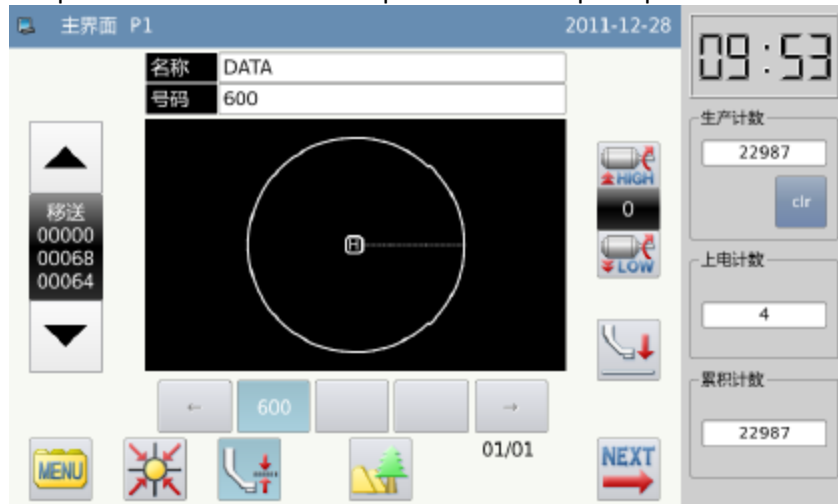 主界面 P1
2011-12-28
09:53
名称 DATA
号码 600
移送
00000
00068
00064
H
HIGH
0
LOW
生产计数
22987
clr
上电计数
4
累积计数
22987
← 600 →
01/01
MENU
NEXT